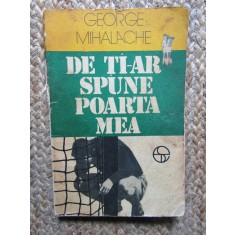 GEORGE
MIHALACHE
DE TI-AR
SPUNE
POARTA
MEA